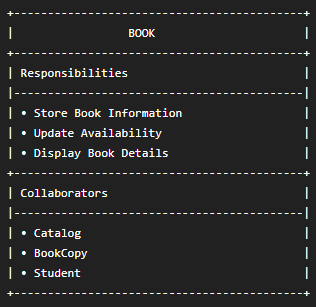 BOOK
Responsibilities
• Store Book Information
• Update Availability
• Display Book Details
Collaborators
• Catalog
• BookCopy
• Student